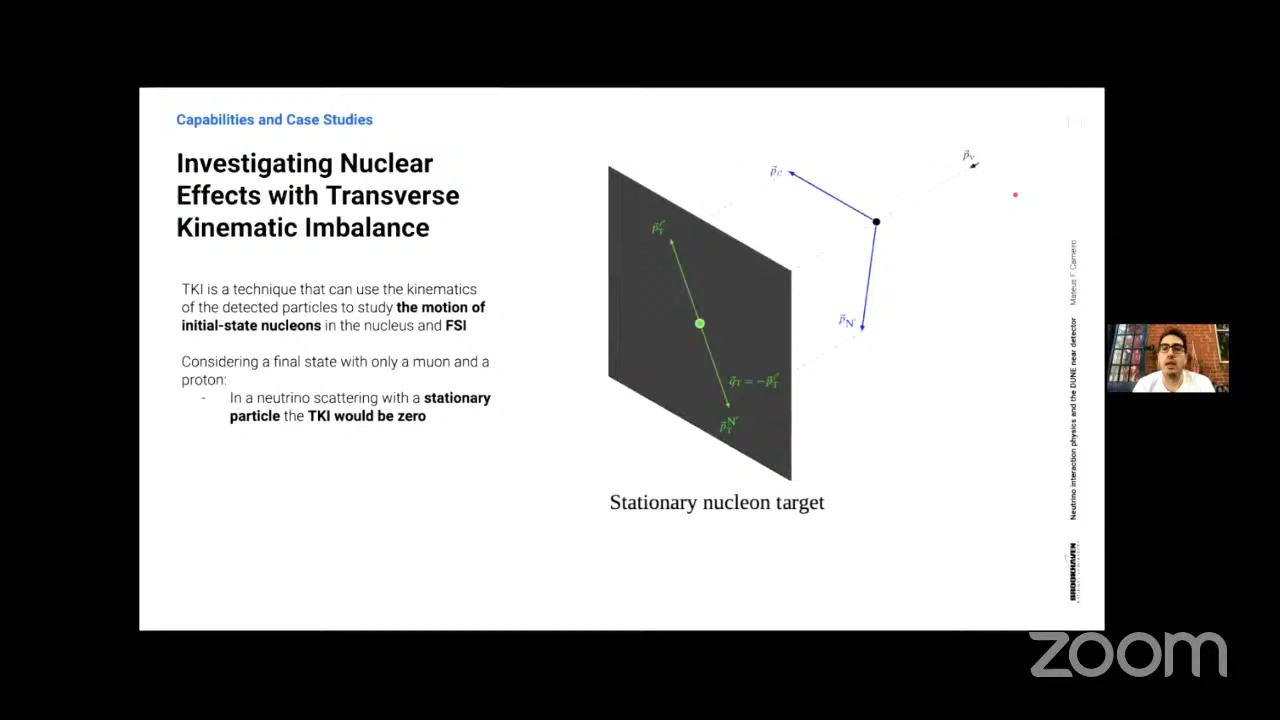 Capabilities and Case Studies
Investigating Nuclear
Effects with Transverse
Kinematic Imbalance
TKI is a technique that can use the kinematics
of the detected particles to study the motion of
initial-state nucleons in the nucleus and FSI
Considering a final state with only a muon and a
proton:
- In a neutrino scattering with a stationary
particle the TKI would be zero
Stationary nucleon target
Neutrino interaction physics and the DUNE near detector Mateus F. Carneiro
BROOKHAVEN
zoom